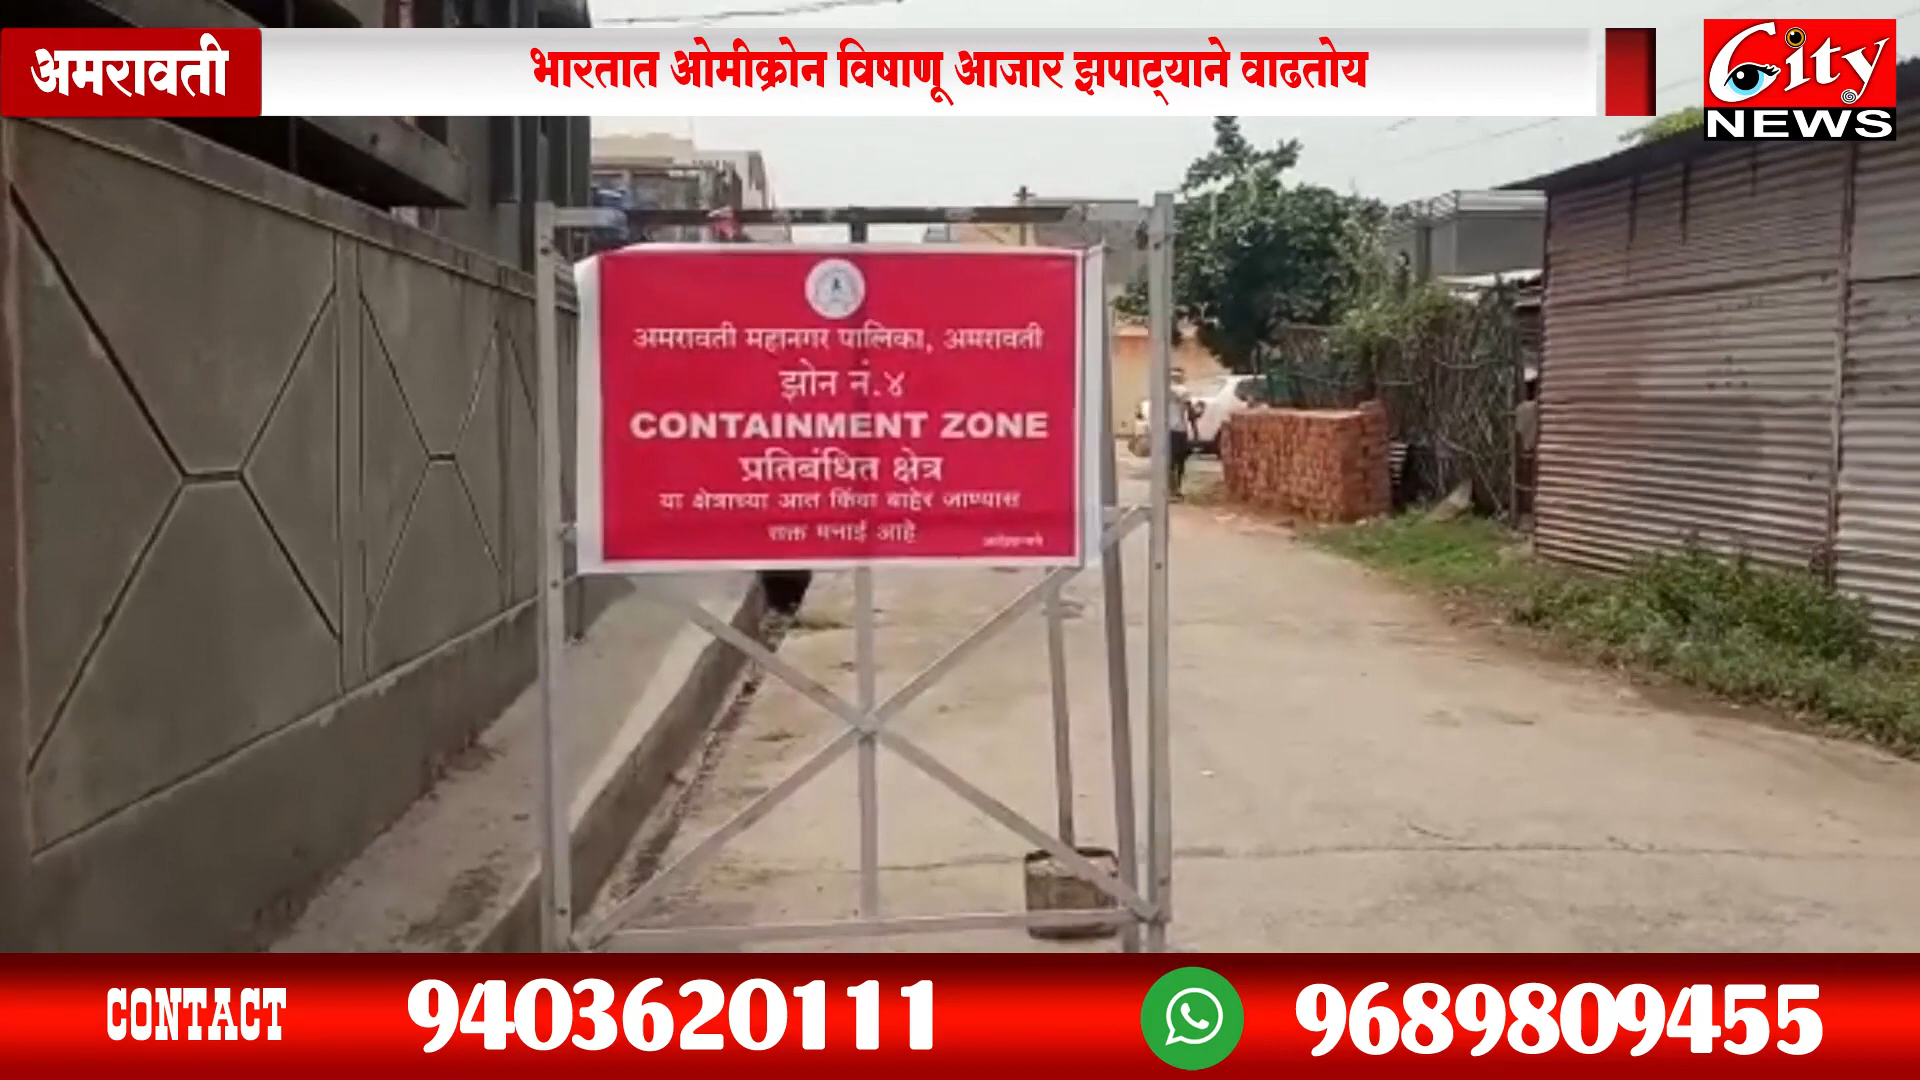 अमरावती
भारतात ओमीक्रोन विषाणू आजार झपाट्याने वाढतोय
City
NEWS
अमरावती महानगर पालिका, अमरावती
झोन नं.४
CONTAINMENT ZONE
प्रतिबंधित क्षेत्र
या क्षेत्राच्या आत किंवा बाहेर जाण्यास
सक्त मनाई आहे
CONTACT 9403620111 9689809455